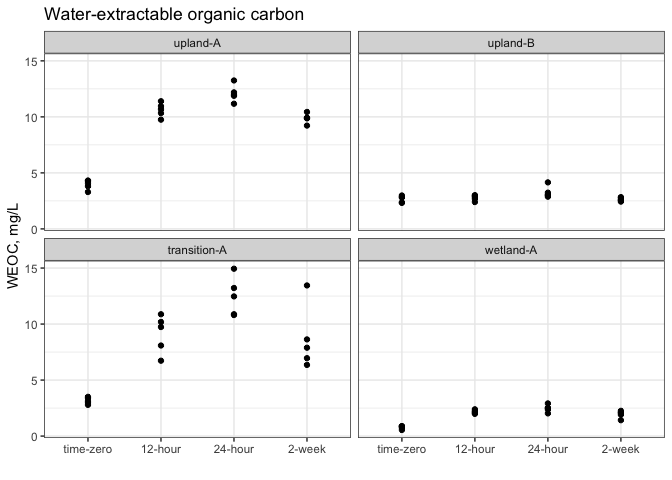 Water-extractable organic carbon
upland-A
upland-B
15
10
5
0
transition-A
wetland-A
15
10
5
0
WEOC, mg/L
time-zero 12-hour 24-hour 2-week
time-zero 12-hour 24-hour 2-week